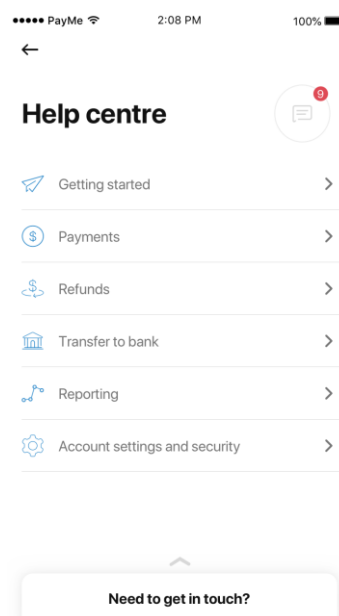 PayMe 2:08 PM 100%
Help centre
9
Getting started
$ Payments
$ Refunds
Transfer to bank
Reporting
Account settings and security
Need to get in touch?